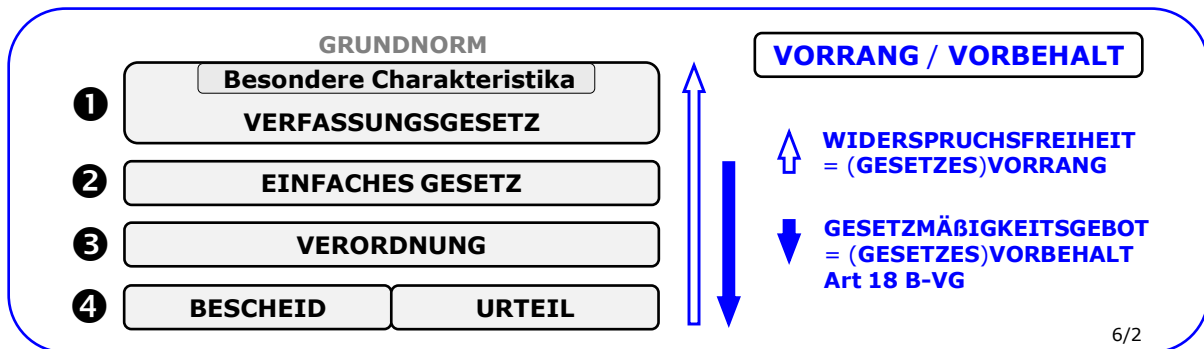 GRUNDNORM
Besondere Charakteristika
❶ VERFASSUNGSGESETZ
❷ EINFACHES GESETZ
❸ VERORDNUNG
❹ BESCHEID URTEIL
VORRANG / VORBEHALT
WIDERSPRUCHSFREIHEIT
= (GESETZES)VORRANG
GESETZMÄßIGKEITSGEBOT
= (GESETZES)VORBEHALT
Art 18 B-VG
6/2